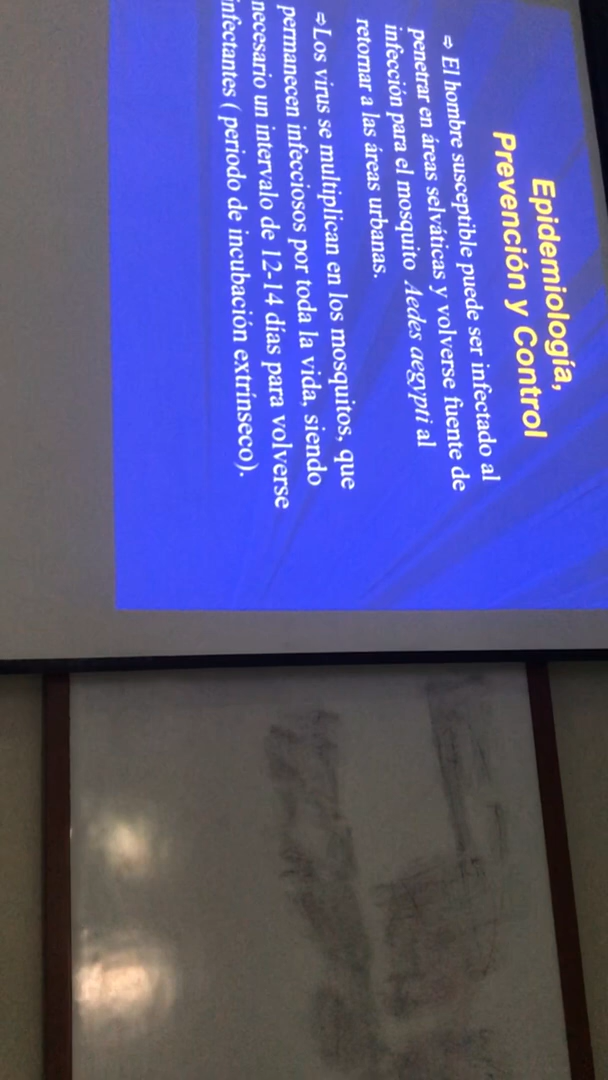 Epidemiología,
Prevención y Control
⇨ El hombre susceptible puede ser infectado al
penetrar en áreas selváticas y volverse fuente de
infección para el mosquito Aedes aegypti al
retornar a las áreas urbanas.
⇨Los virus se multiplican en los mosquitos, que
permanecen infecciosos por toda la vida, siendo
necesario un intervalo de 12-14 días para volverse
infectantes ( periodo de incubación extrínseco).